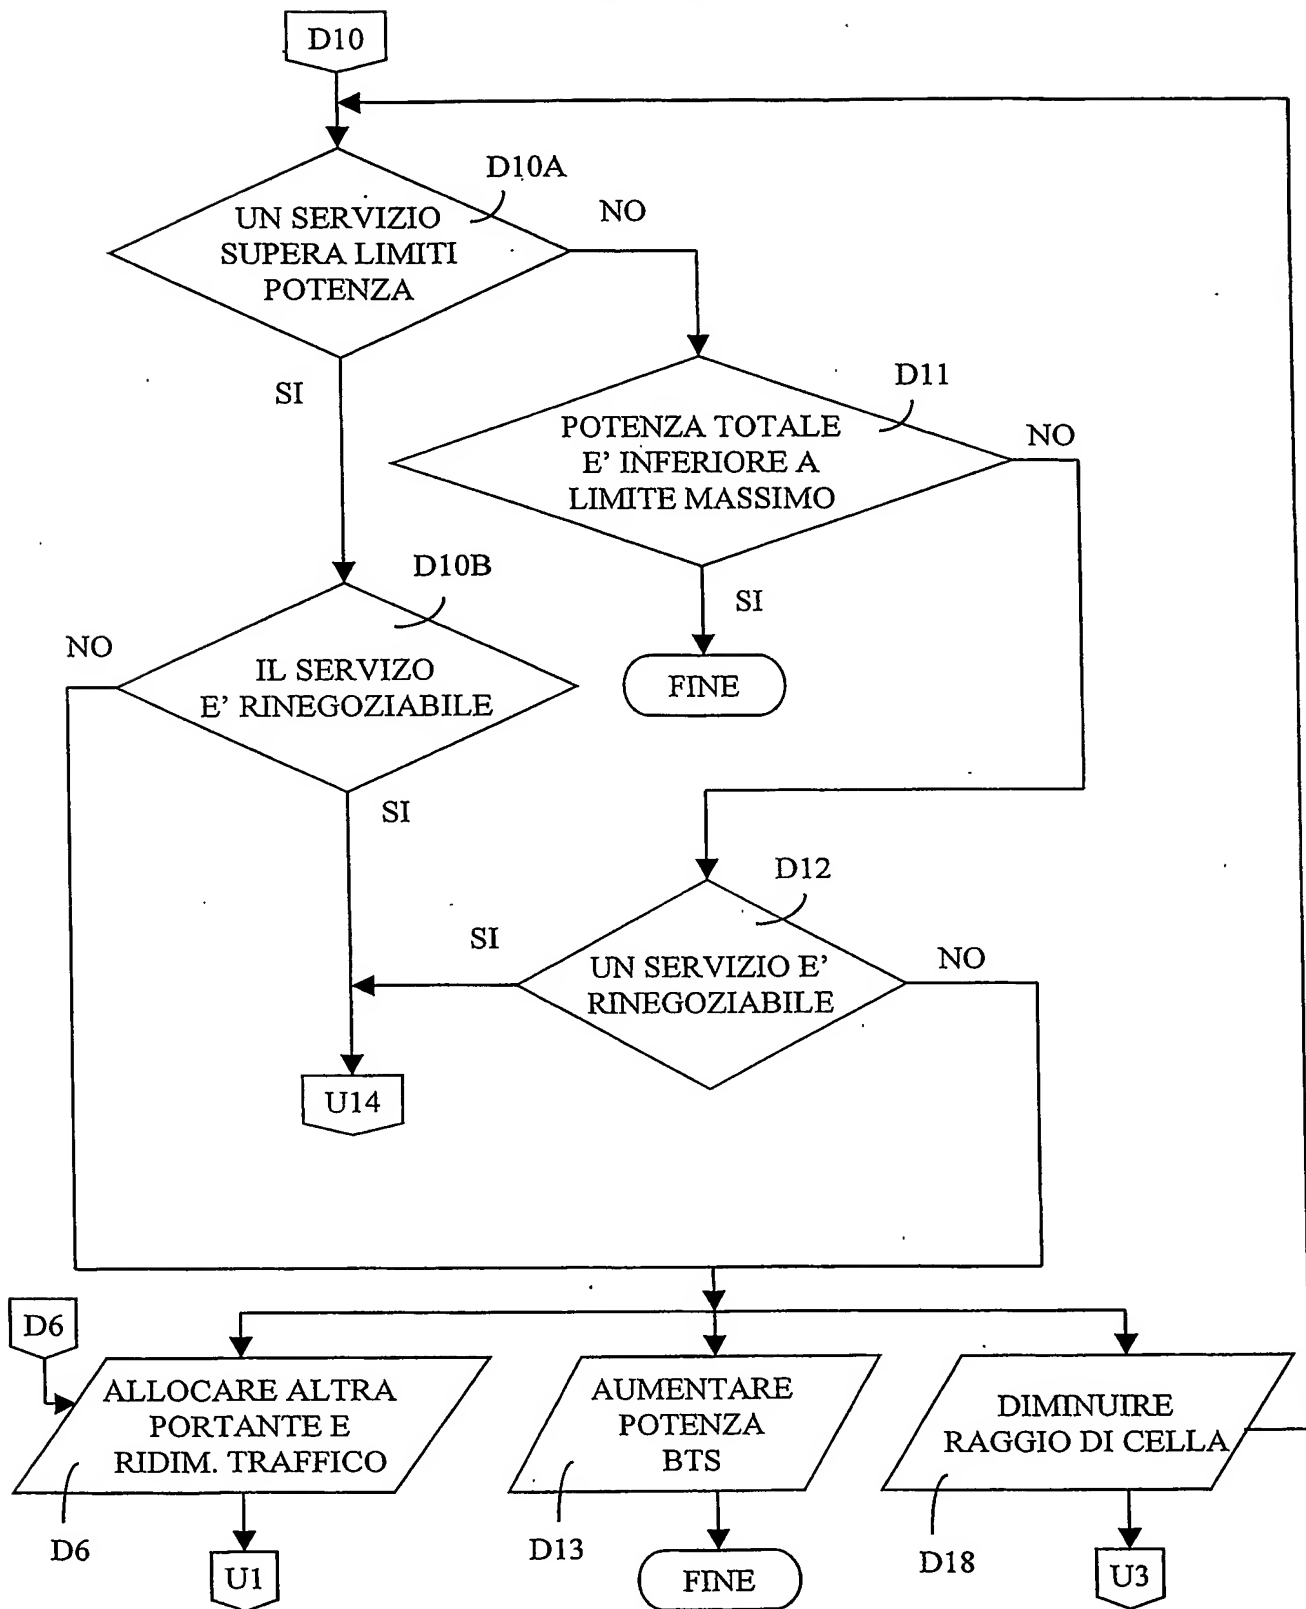 D10
D10A
UN SERVIZIO
SUPERA LIMITI
POTENZA
NO
SI
D11
POTENZA TOTALE
E' INFERIORE A
LIMITE MASSIMO
NO
SI
FINE
D10B
NO
IL SERVIZO
E' RINEGOZIABILE
SI
D12
SI
UN SERVIZIO E'
RINEGOZIABILE
NO
U14
D6
ALLOCARE ALTRA
PORTANTE E
RIDIM. TRAFFICO
D6
U1
AUMENTARE
POTENZA
BTS
D13
FINE
DIMINUIRE
RAGGIO DI CELLA
D18
U3